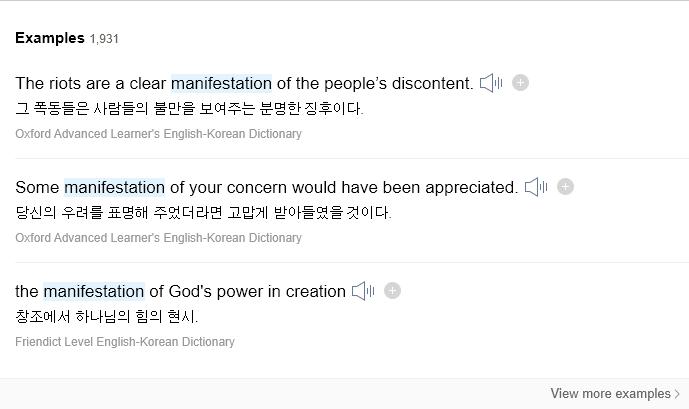 Examples 1,931
The riots are a clear manifestation of the people’s discontent.
그 폭동들은 사람들의 불만을 보여주는 분명한 징후이다.
Oxford Advanced Learner's English-Korean Dictionary
Some manifestation of your concern would have been appreciated.
당신의 우려를 표명해 주었더라면 고맙게 받아들였을 것이다.
Oxford Advanced Learner's English-Korean Dictionary
the manifestation of God's power in creation
창조에서 하나님의 힘의 현시.
Friendict Level English-Korean Dictionary
View more examples